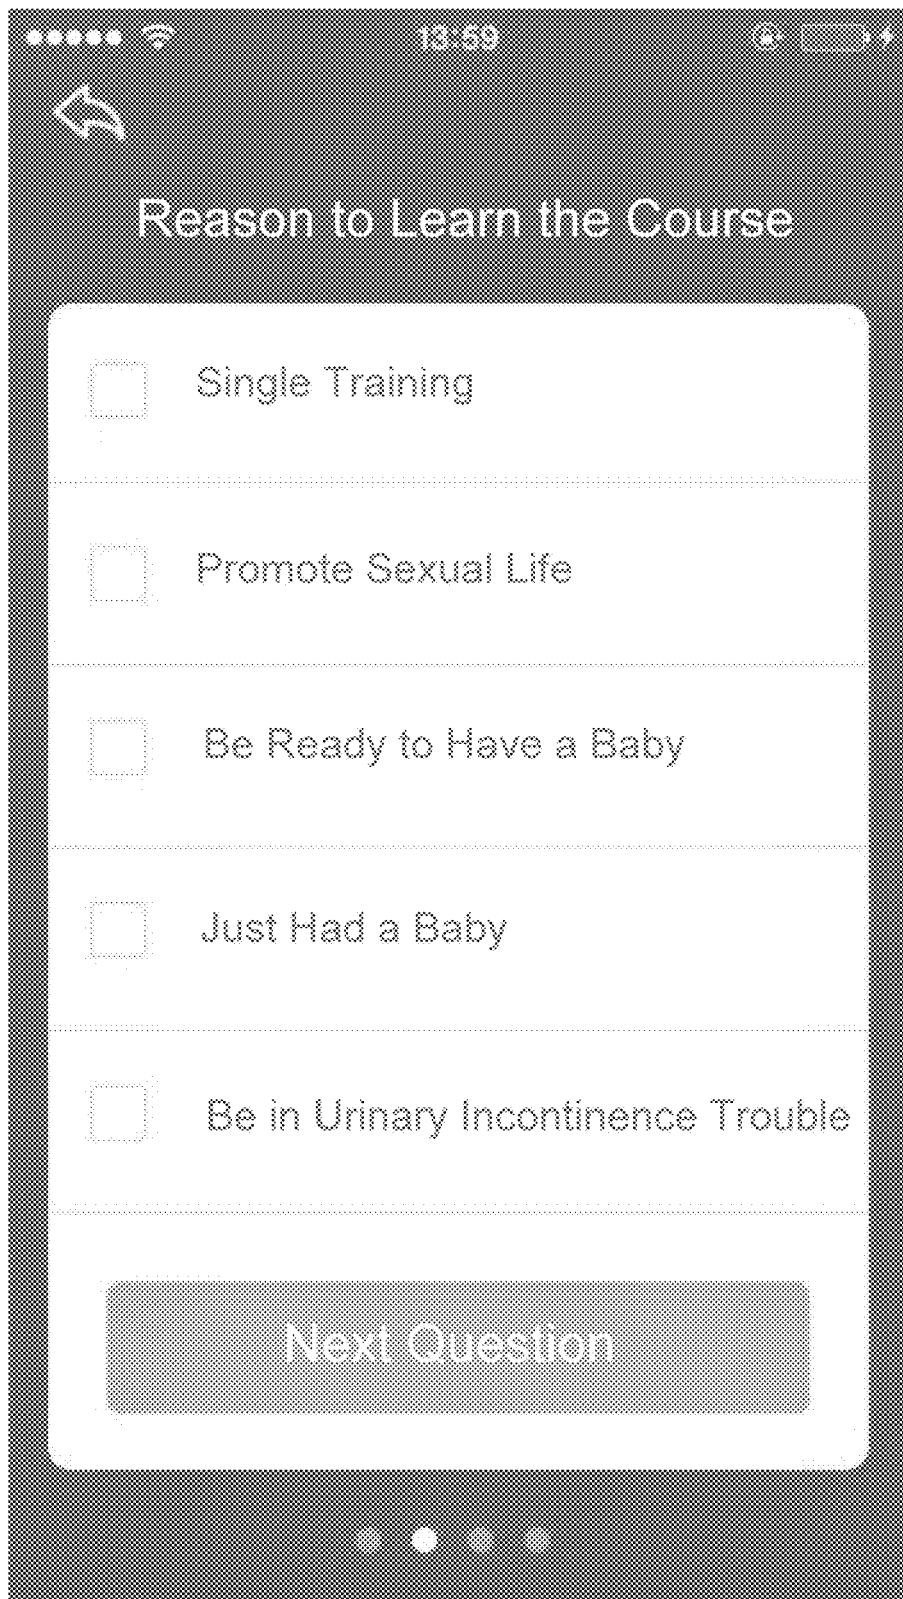 13:59
Reason to Learn the Course
Single Training
Promote Sexual Life
Be Ready to Have a Baby
Just Had a Baby
Be in Urinary Incontinence Trouble
Next Question